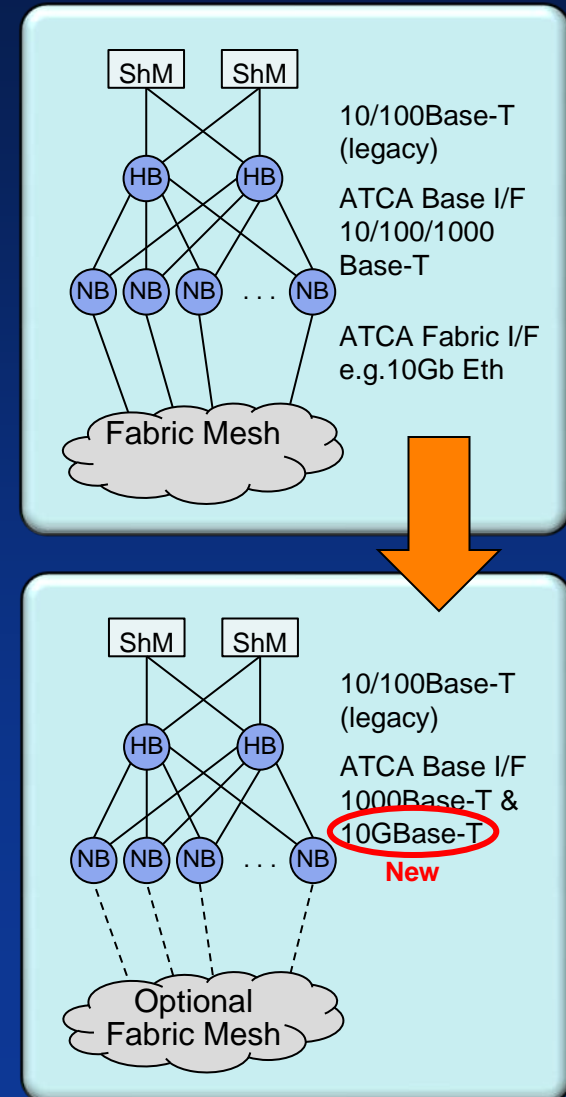 ShM ShM
10/100Base-T
(legacy)
HB HB
ATCA Base I/F
10/100/1000
Base-T
NB NB NB . . . NB
ATCA Fabric I/F
e.g.10Gb Eth
Fabric Mesh
ShM ShM
10/100Base-T
(legacy)
HB HB
ATCA Base I/F
1000Base-T &
10GBase-T
NB NB NB . . . NB
New
Optional
Fabric Mesh